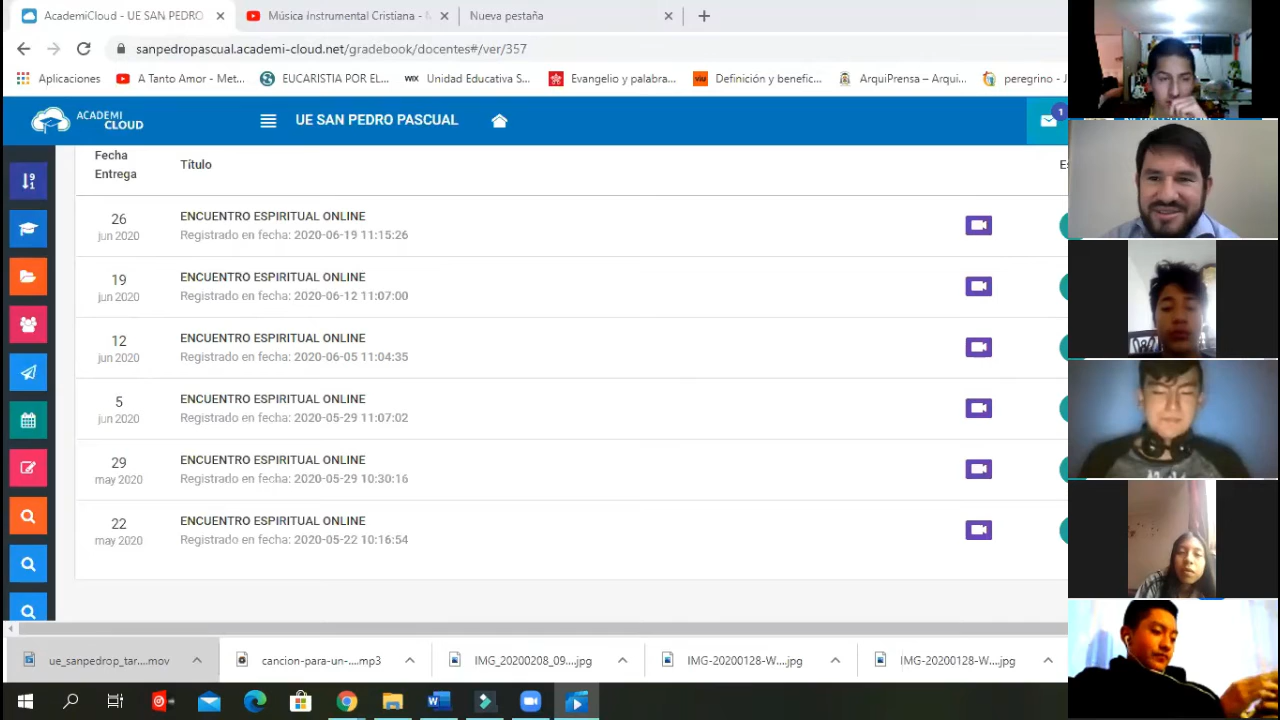 AcademiCloud - UE SAN PEDRO
Música Instrumental Cristiana -
Nueva pestaña
sanpedropascual.academi-cloud.net/gradebook/docentes#/ver/357
Aplicaciones
A Tanto Amor - Met...
EUCARISTIA POR EL...
WIX Unidad Educativa S...
Evangelio y palabra...
viu Definición y benefic...
ArquiPrensa – Arqui...
peregrino - J
ACADEMI
CLOUD
UE SAN PEDRO PASCUAL
1
Fecha
Entrega
Título
Es
26
jun 2020
ENCUENTRO ESPIRITUAL ONLINE
Registrado en fecha: 2020-06-19 11:15:26
19
jun 2020
ENCUENTRO ESPIRITUAL ONLINE
Registrado en fecha: 2020-06-12 11:07:00
12
jun 2020
ENCUENTRO ESPIRITUAL ONLINE
Registrado en fecha: 2020-06-05 11:04:35
5
jun 2020
ENCUENTRO ESPIRITUAL ONLINE
Registrado en fecha: 2020-05-29 11:07:02
29
may 2020
ENCUENTRO ESPIRITUAL ONLINE
Registrado en fecha: 2020-05-29 10:30:16
22
may 2020
ENCUENTRO ESPIRITUAL ONLINE
Registrado en fecha: 2020-05-22 10:16:54
ue_sanpedrop_tar....mov
cancion-para-un-....mp3
IMG_20200208_09....jpg
IMG-20200128-W....jpg
IMG-20200128-W....jpg